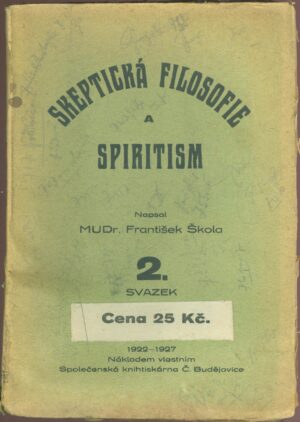 SKEPTICKÁ FILOSOFIE
A
SPIRITISM
Napsal
MUDr. František Škola
2.
SVAZEK
Cena 25 Kč.
1922—1927
Nákladem vlastním
Společenská knihtiskárna Č. Budějovice